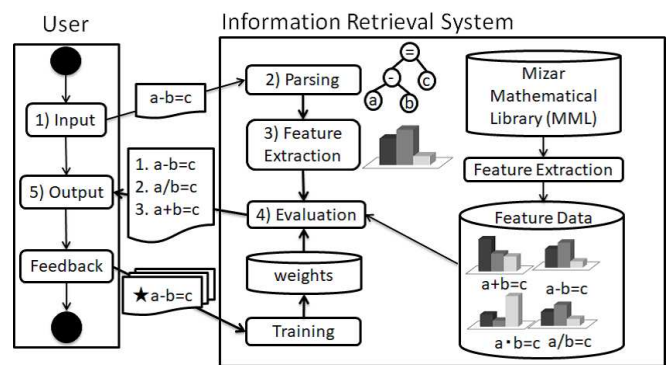 User
Information Retrieval System
1) Input
a-b=c
2) Parsing
=
-
c
a
b
3) Feature
Extraction
Mizar
Mathematical
Library (MML)
Feature Extraction
1. a-b=c
2. a/b=c
3. a+b=c
5) Output
4) Evaluation
Feature Data
a+b=c
a-b=c
a・b=c
a/b=c
Feedback
★a-b=c
weights
Training